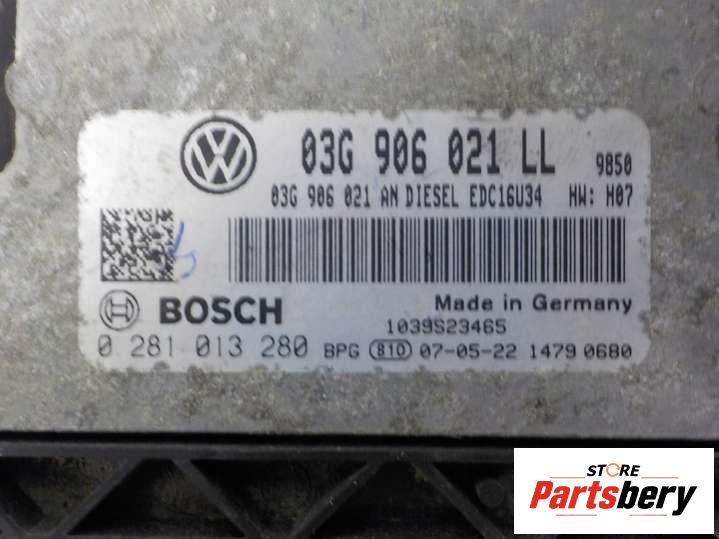 03G 906 021 LL 9850
03G 906 021 AN DIESEL EDC16U34 HW: H07
BOSCH Made in Germany
1039S23465
0 281 013 280 BPG 810 07-05-22 1479 0680
STORE
Partsbery